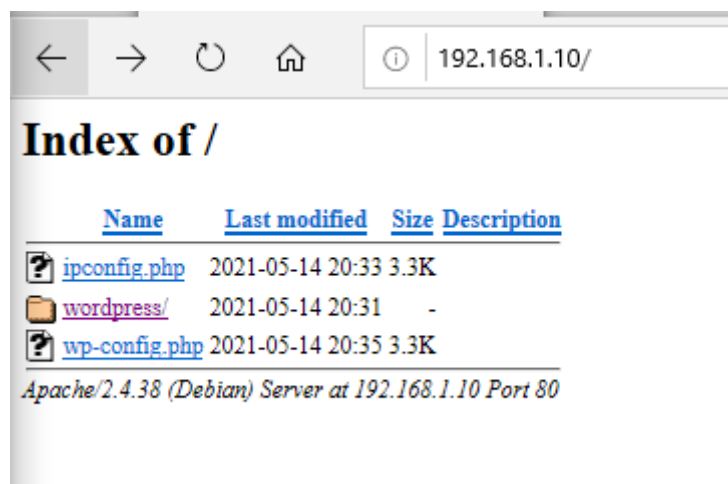 192.168.1.10/
Index of /
Name Last modified Size Description
ipconfig.php 2021-05-14 20:33 3.3K
wordpress/ 2021-05-14 20:31 -
wp-config.php 2021-05-14 20:35 3.3K
Apache/2.4.38 (Debian) Server at 192.168.1.10 Port 80